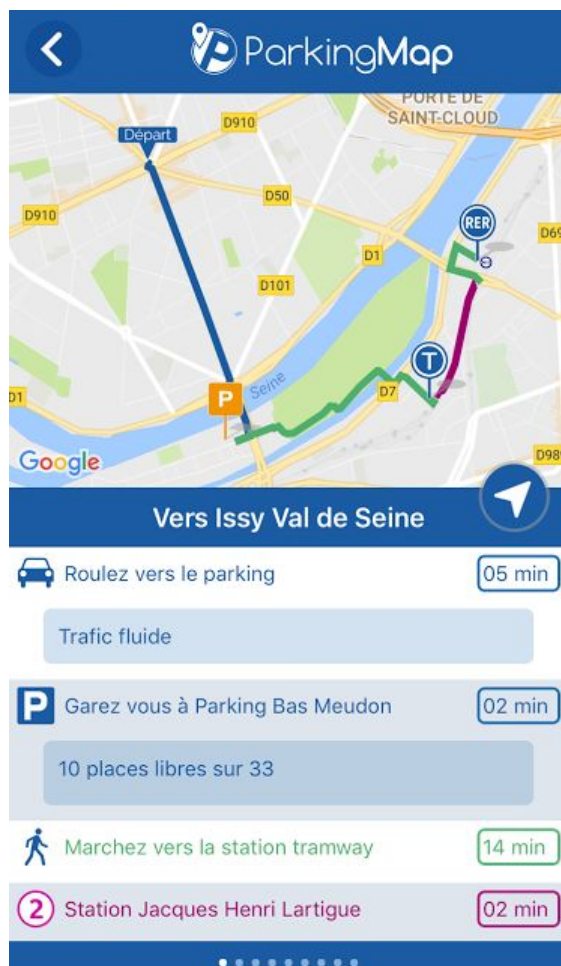 ParkingMap
PORTE DE
SAINT-CLOUD
Départ
D910
D50
D910
RER
D69
D1
D101
T
P
Seine
D7
D1
Google
D98
Vers Issy Val de Seine
Roulez vers le parking 05 min
Trafic fluide
P Garez vous à Parking Bas Meudon 02 min
10 places libres sur 33
Marchez vers la station tramway 14 min
2 Station Jacques Henri Lartigue 02 min